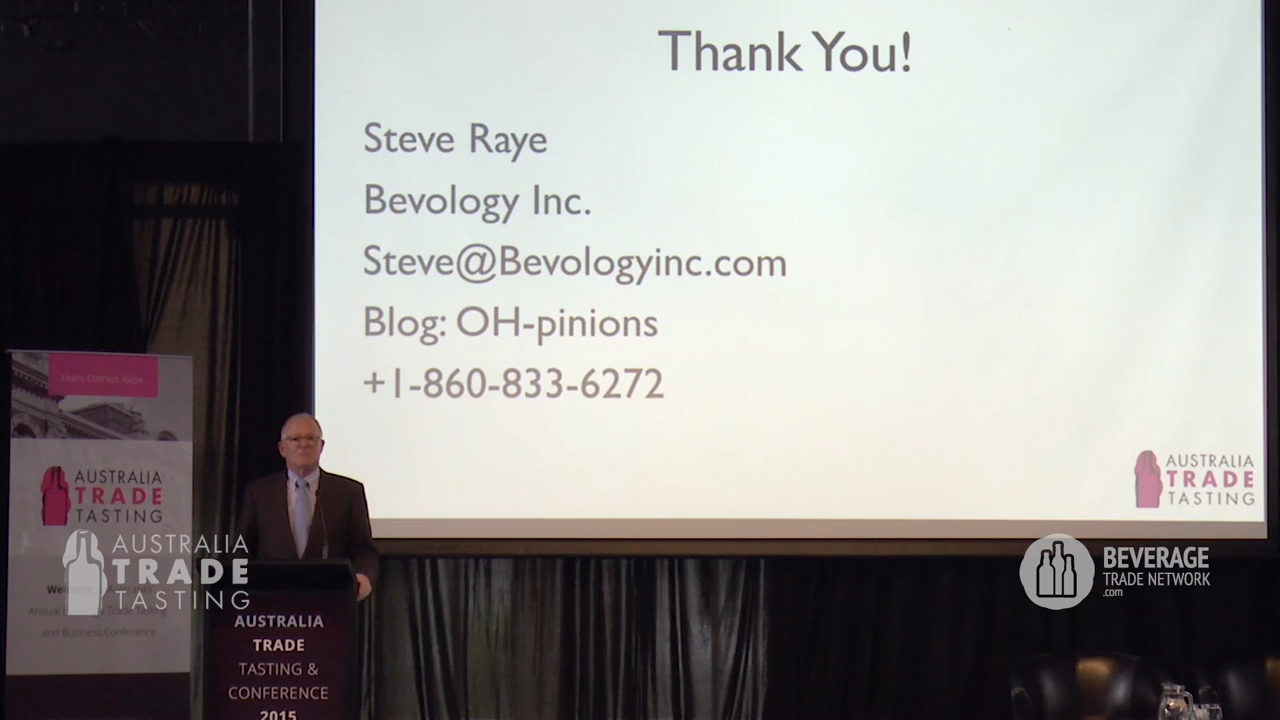 Thank You!
Steve Raye
Bevology Inc.
Steve@Bevologyinc.com
Blog: OH-pinions
+1-860-833-6272
AUSTRALIA
TRADE
TASTING
Learn. Connect. Grow
AUSTRALIA
TRADE
TASTING
AUSTRALIA
TRADE
TASTING
and Business Conference
AUSTRALIA
TRADE
TASTING &
CONFERENCE
2015
BEVERAGE
TRADE NETWORK
.com